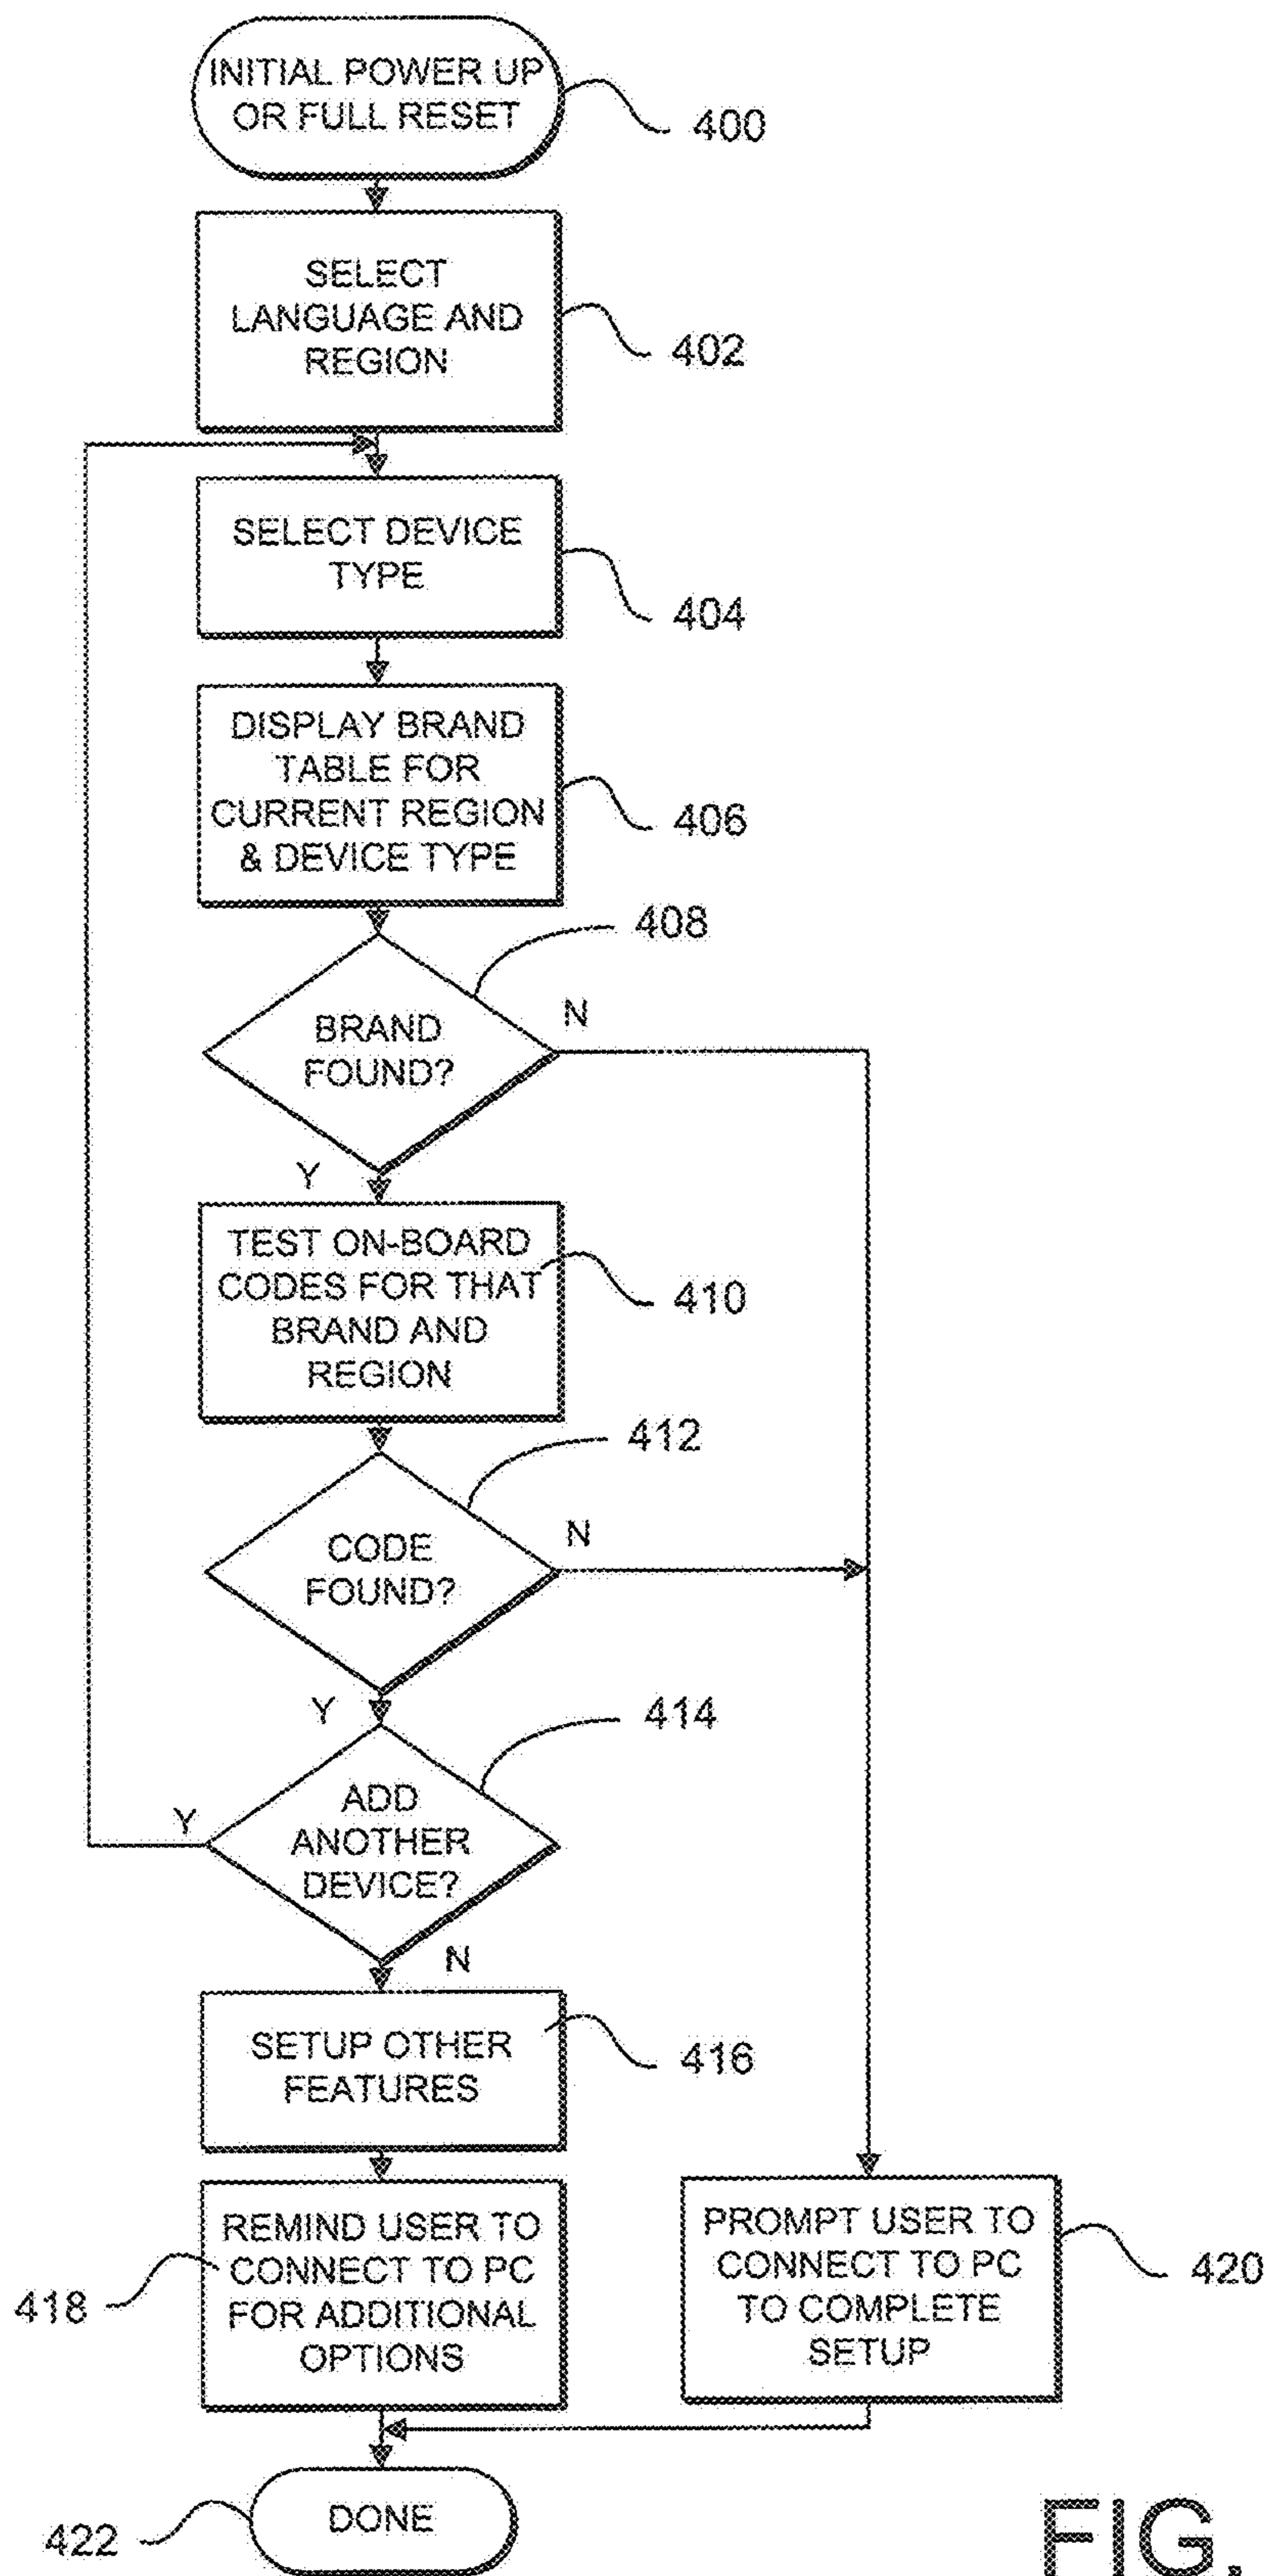 INITIAL POWER UP
OR FULL RESET
400
SELECT
LANGUAGE AND
REGION
402
SELECT DEVICE
TYPE
404
DISPLAY BRAND
TABLE FOR
CURRENT REGION
& DEVICE TYPE
406
408
BRAND
FOUND?
N
Y
TEST ON-BOARD
CODES FOR THAT
BRAND AND
REGION
410
412
CODE
FOUND?
N
Y
414
ADD
ANOTHER
DEVICE?
Y
N
SETUP OTHER
FEATURES
416
REMIND USER TO
CONNECT TO PC
FOR ADDITIONAL
OPTIONS
418
PROMPT USER TO
CONNECT TO PC
TO COMPLETE
SETUP
420
DONE
422
FIG.